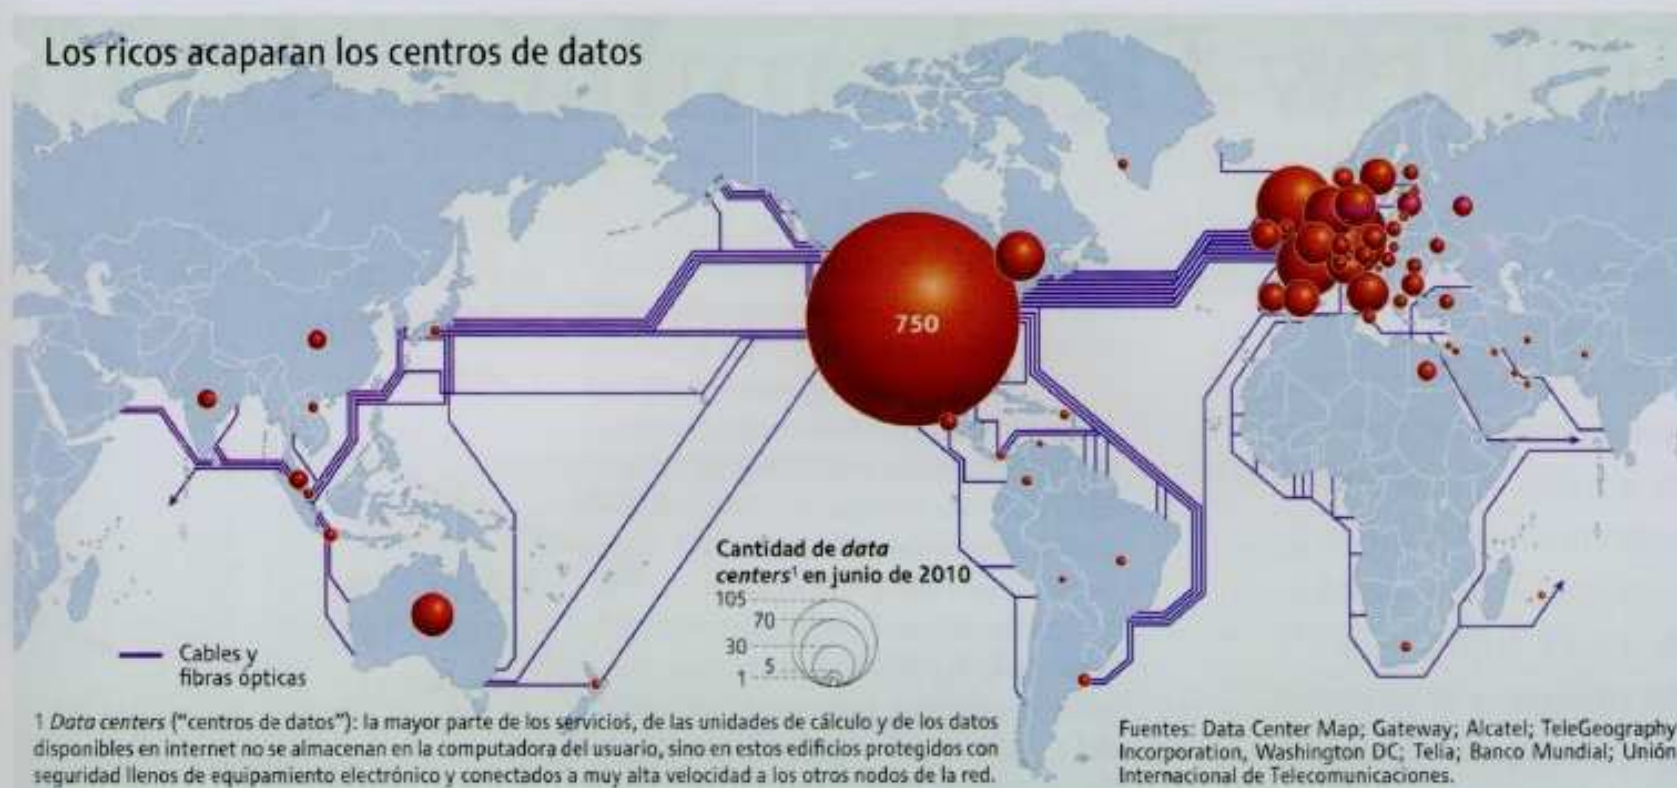 Los ricos acaparan los centros de datos
750
Cantidad de data
centers¹ en junio de 2010
105
70
30
5
1
Cables y
fibras ópticas
1 Data centers ("centros de datos"): la mayor parte de los servicios, de las unidades de cálculo y de los datos
disponibles en internet no se almacenan en la computadora del usuario, sino en estos edificios protegidos con
seguridad llenos de equipamiento electrónico y conectados a muy alta velocidad a los otros nodos de la red.
Fuentes: Data Center Map; Gateway; Alcatel; TeleGeography
Incorporation, Washington DC; Telia; Banco Mundial; Unión
Internacional de Telecomunicaciones.